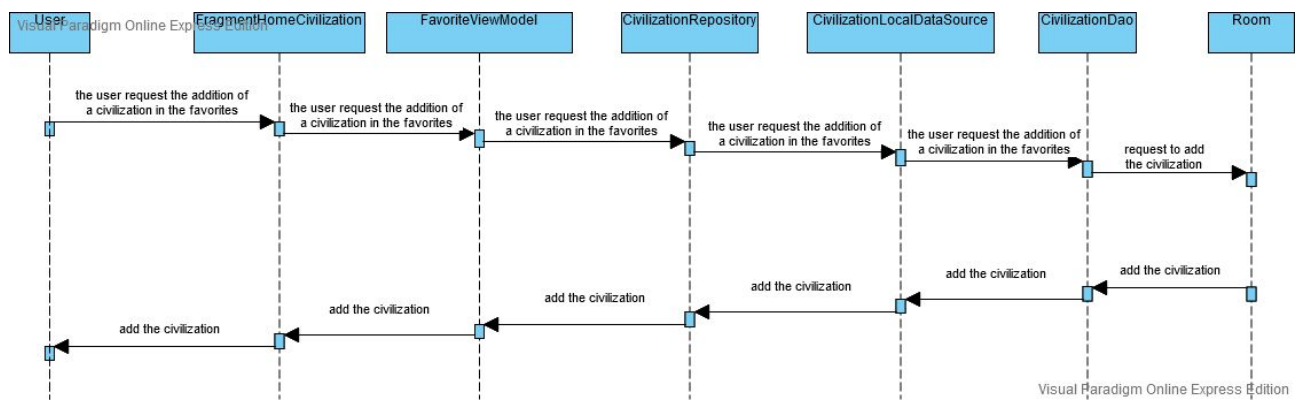 Visual Paradigm Online Express Edition
User
FragmentHomeCivilization
FavoriteViewModel
CivilizationRepository
CivilizationLocalDataSource
CivilizationDao
Room
the user request the addition of
a civilization in the favorites
the user request the addition of
a civilization in the favorites
the user request the addition of
a civilization in the favorites
the user request the addition of
a civilization in the favorites
the user request the addition of
a civilization in the favorites
request to add
the civilization
add the civilization
add the civilization
add the civilization
add the civilization
add the civilization
add the civilization
Visual Paradigm Online Express Edition